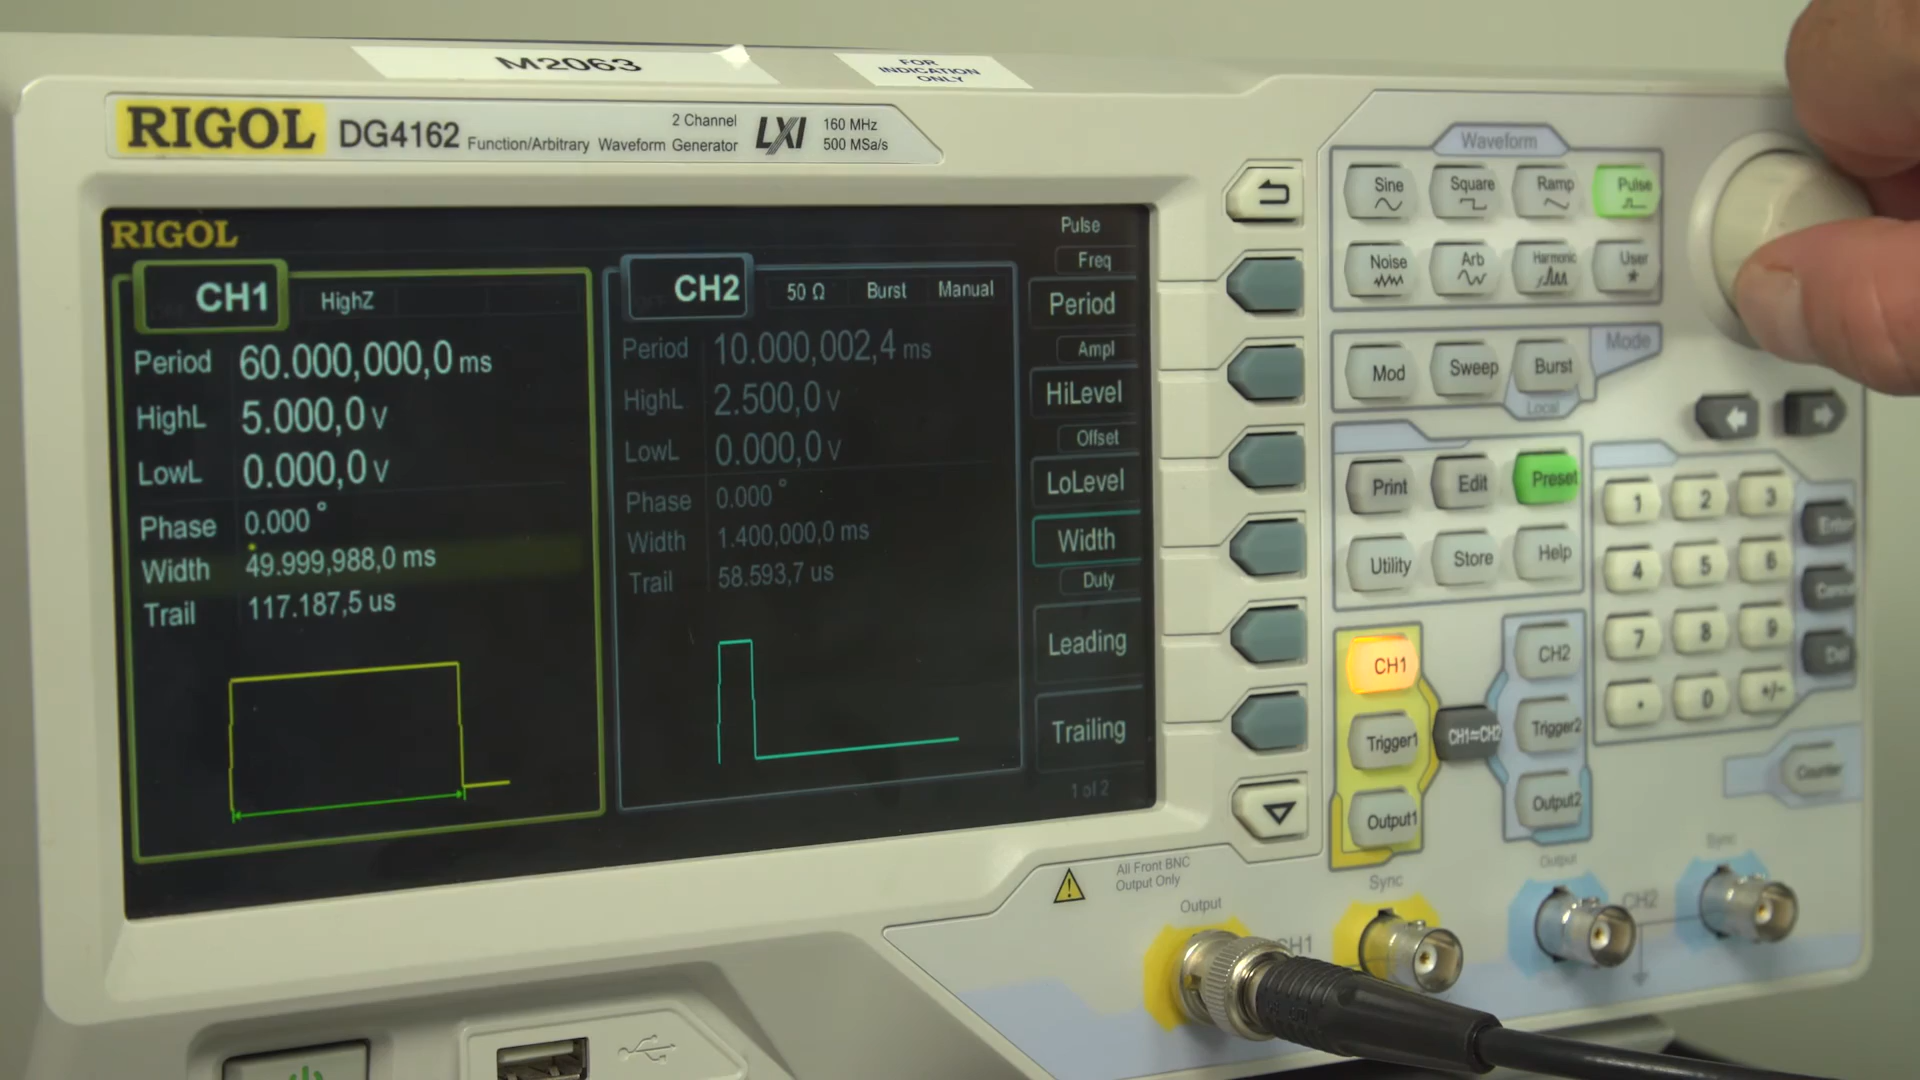 M2063
FOR
INDICATION
ONLY
RIGOL DG4162 Function/Arbitrary Waveform Generator
2 Channel LXI 160 MHz
500 MSa/s
RIGOL
CH1 HighZ
Period 60.000,000,0 ms
HighL 5.000,0 V
LowL 0.000,0 V
Phase 0.000 °
Width 49.999,988,0 ms
Trail 117.187,5 us
CH2 50 Ω Burst Manual
Period 10.000,002,4 ms
HighL 2.500,0 V
LowL 0.000,0 V
Phase 0.000 °
Width 1.400,000,0 ms
Trail 58.593,7 us
Pulse
Freq
Period
Ampl
HiLevel
Offset
LoLevel
Width
Duty
Leading
Trailing
1 of 2
Waveform
Sine Square Ramp Pulse
Noise Arb Harmonic User
Mod Sweep Burst Mode
Local
Print Edit Preset
Utility Store Help
1 2 3 Enter
4 5 6 Cancel
7 8 9 Del
. 0 +/-
CH1 CH2
Trigger1 CH1≈CH2 Trigger2
Output1 Output2
Counter
All Front BNC
Output Only
Output Sync Output Sync
CH1 CH2